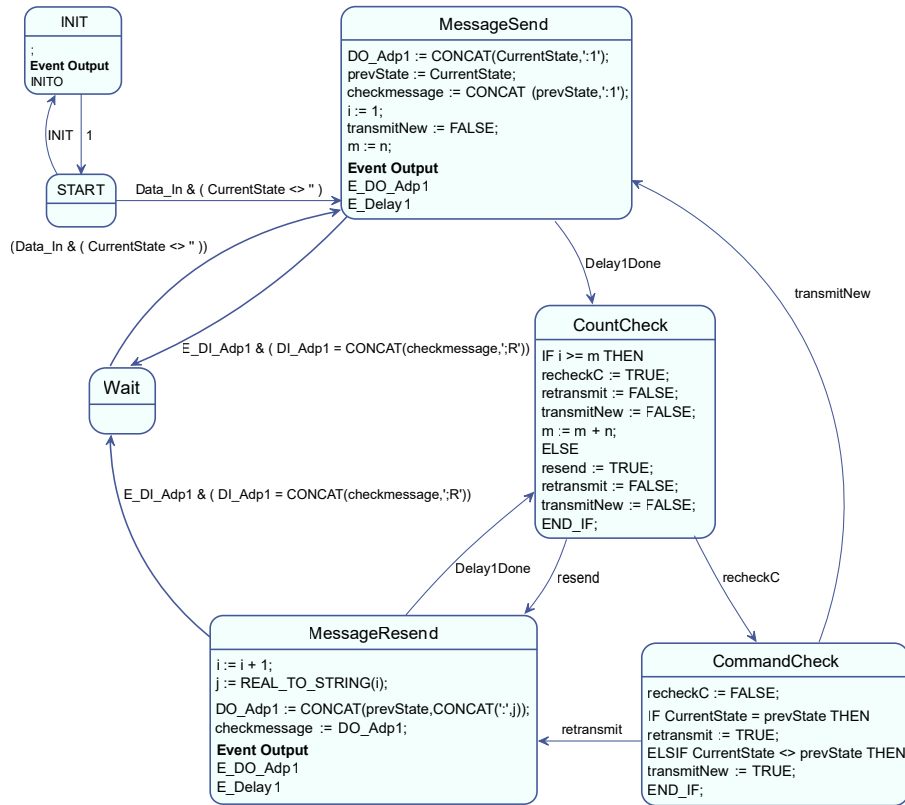 INIT
;
Event Output
INITO
INIT
1
START
Data_In & ( CurrentState <> '' )
MessageSend
DO_Adp1 := CONCAT(CurrentState,':1');
prevState := CurrentState;
checkmessage := CONCAT (prevState,':1');
i := 1;
transmitNew := FALSE;
m := n;
Event Output
E_DO_Adp1
E_Delay1
(Data_In & ( CurrentState <> '' ))
Delay1Done
transmitNew
E_DI_Adp1 & ( DI_Adp1 = CONCAT(checkmessage,';R'))
Wait
CountCheck
IF i >= m THEN
recheckC := TRUE;
retransmit := FALSE;
transmitNew := FALSE;
m := m + n;
ELSE
resend := TRUE;
retransmit := FALSE;
transmitNew := FALSE;
END_IF;
E_DI_Adp1 & ( DI_Adp1 = CONCAT(checkmessage,';R'))
Delay1Done
resend
recheckC
MessageResend
i := i + 1;
j := REAL_TO_STRING(i);
DO_Adp1 := CONCAT(prevState,CONCAT(':',j));
checkmessage := DO_Adp1;
Event Output
E_DO_Adp1
E_Delay1
retransmit
CommandCheck
recheckC := FALSE;
IF CurrentState = prevState THEN
retransmit := TRUE;
ELSIF CurrentState <> prevState THEN
transmitNew := TRUE;
END_IF;